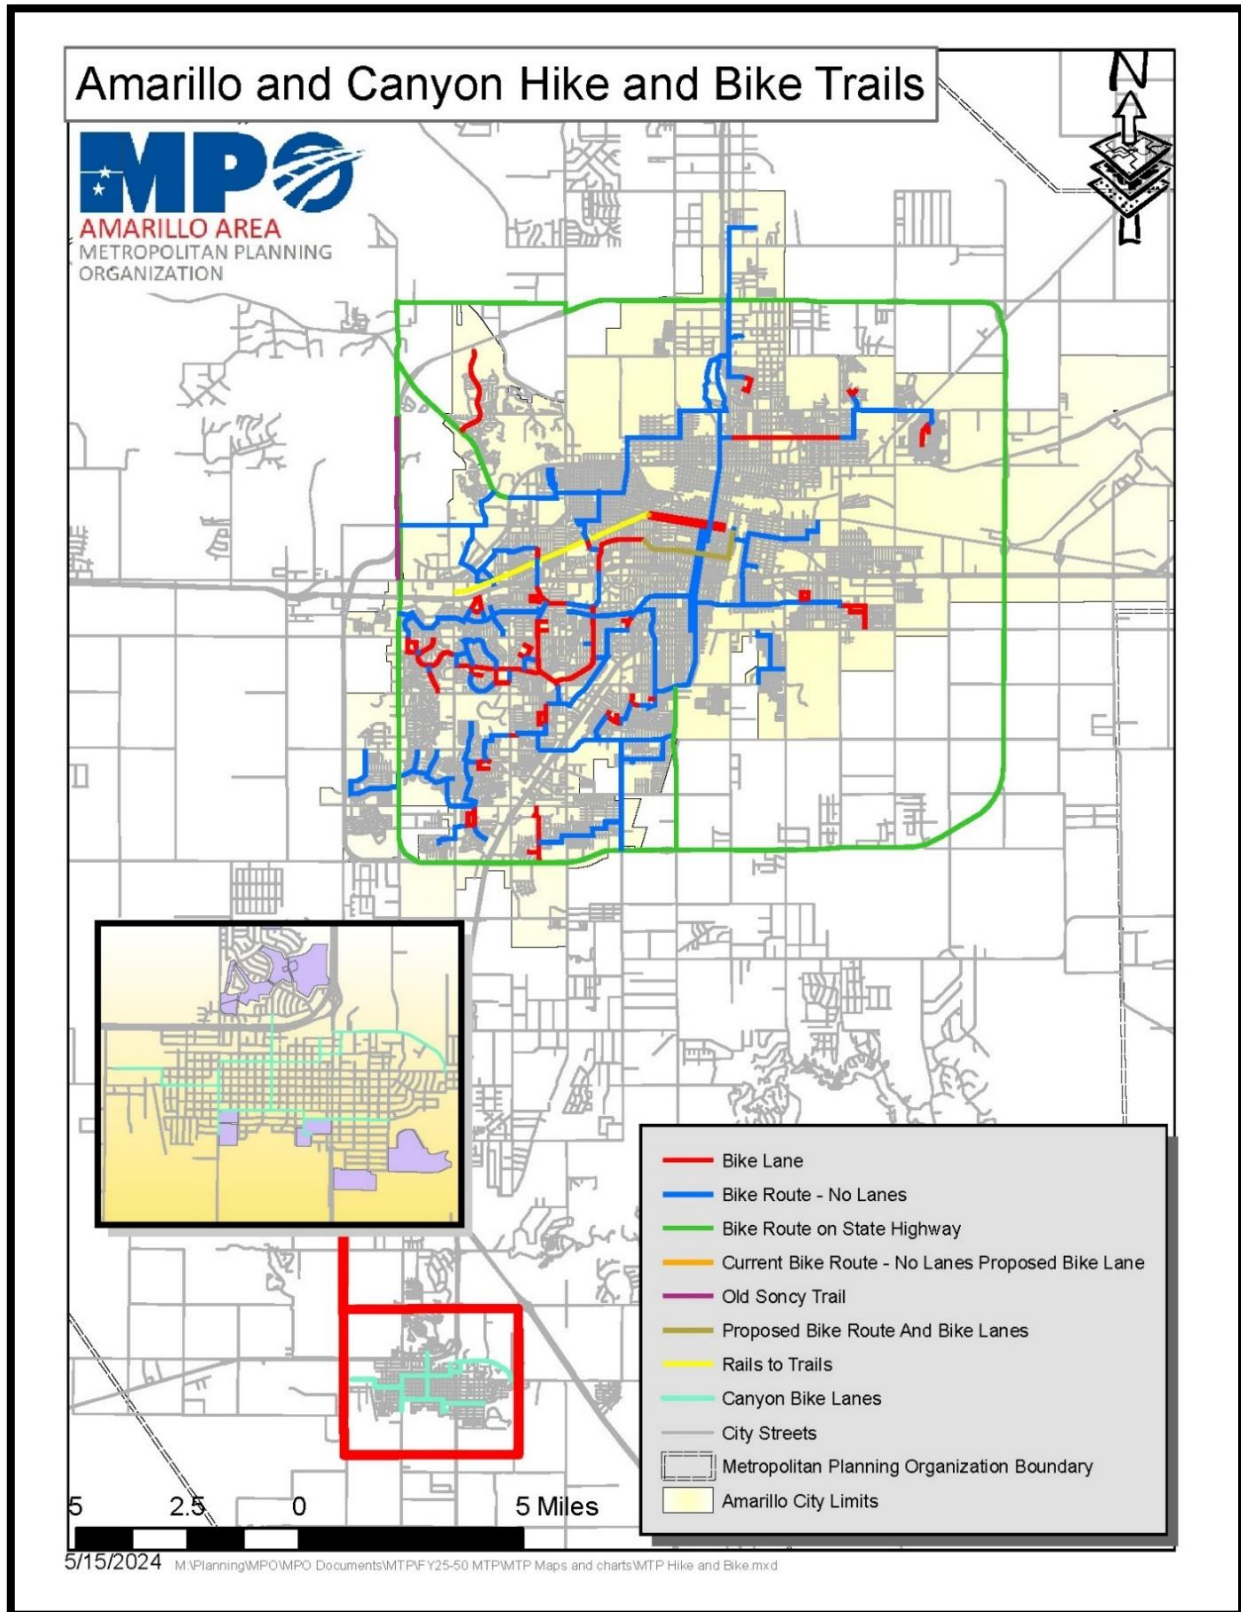 Amarillo and Canyon Hike and Bike Trails
N
MPO
AMARILLO AREA
METROPOLITAN PLANNING
ORGANIZATION
Bike Lane
Bike Route - No Lanes
Bike Route on State Highway
Current Bike Route - No Lanes Proposed Bike Lane
Old Soncy Trail
Proposed Bike Route And Bike Lanes
Rails to Trails
Canyon Bike Lanes
City Streets
Metropolitan Planning Organization Boundary
Amarillo City Limits
5 2.5 0 5 Miles
5/15/2024 M:\Planning\MPO\MPO Documents\MTP\FY25-50 MTP\MTP Maps and charts\MTP Hike and Bike.mxd